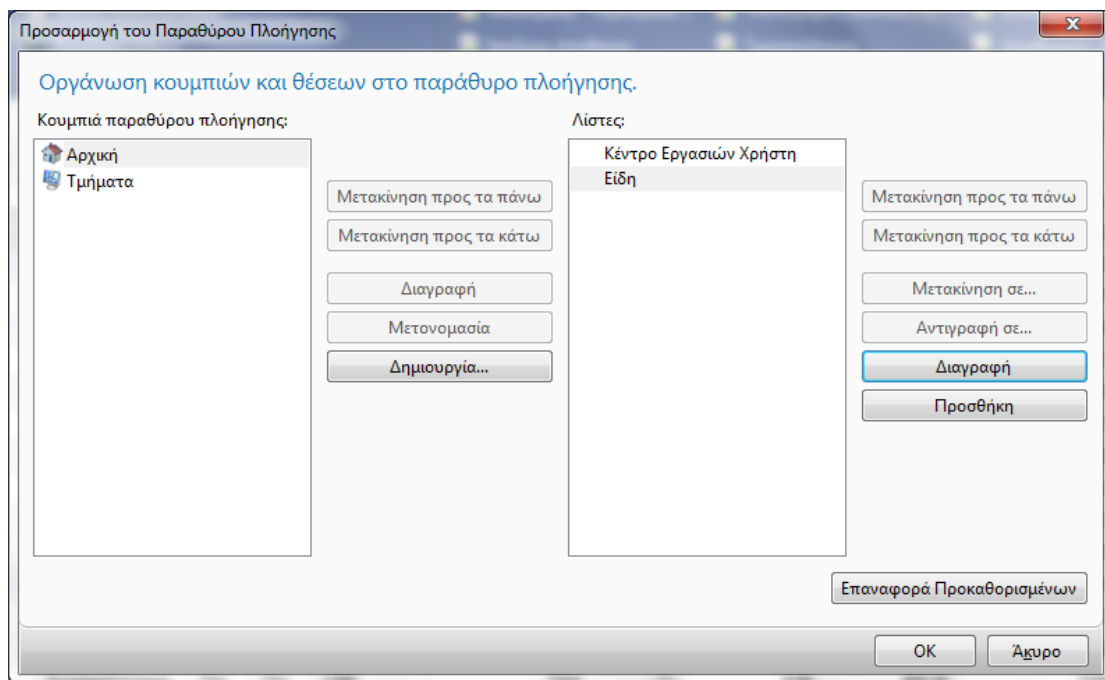 Προσαρμογή του Παραθύρου Πλοήγησης
Οργάνωση κουμπιών και θέσεων στο παράθυρο πλοήγησης.
Κουμπιά παραθύρου πλοήγησης:
Αρχική
Τμήματα
Μετακίνηση προς τα πάνω
Μετακίνηση προς τα κάτω
Διαγραφή
Μετονομασία
Δημιουργία...
Λίστες:
Κέντρο Εργασιών Χρήστη
Είδη
Μετακίνηση προς τα πάνω
Μετακίνηση προς τα κάτω
Μετακίνηση σε...
Αντιγραφή σε...
Διαγραφή
Προσθήκη
Επαναφορά Προκαθορισμένων
OK
Άκυρο